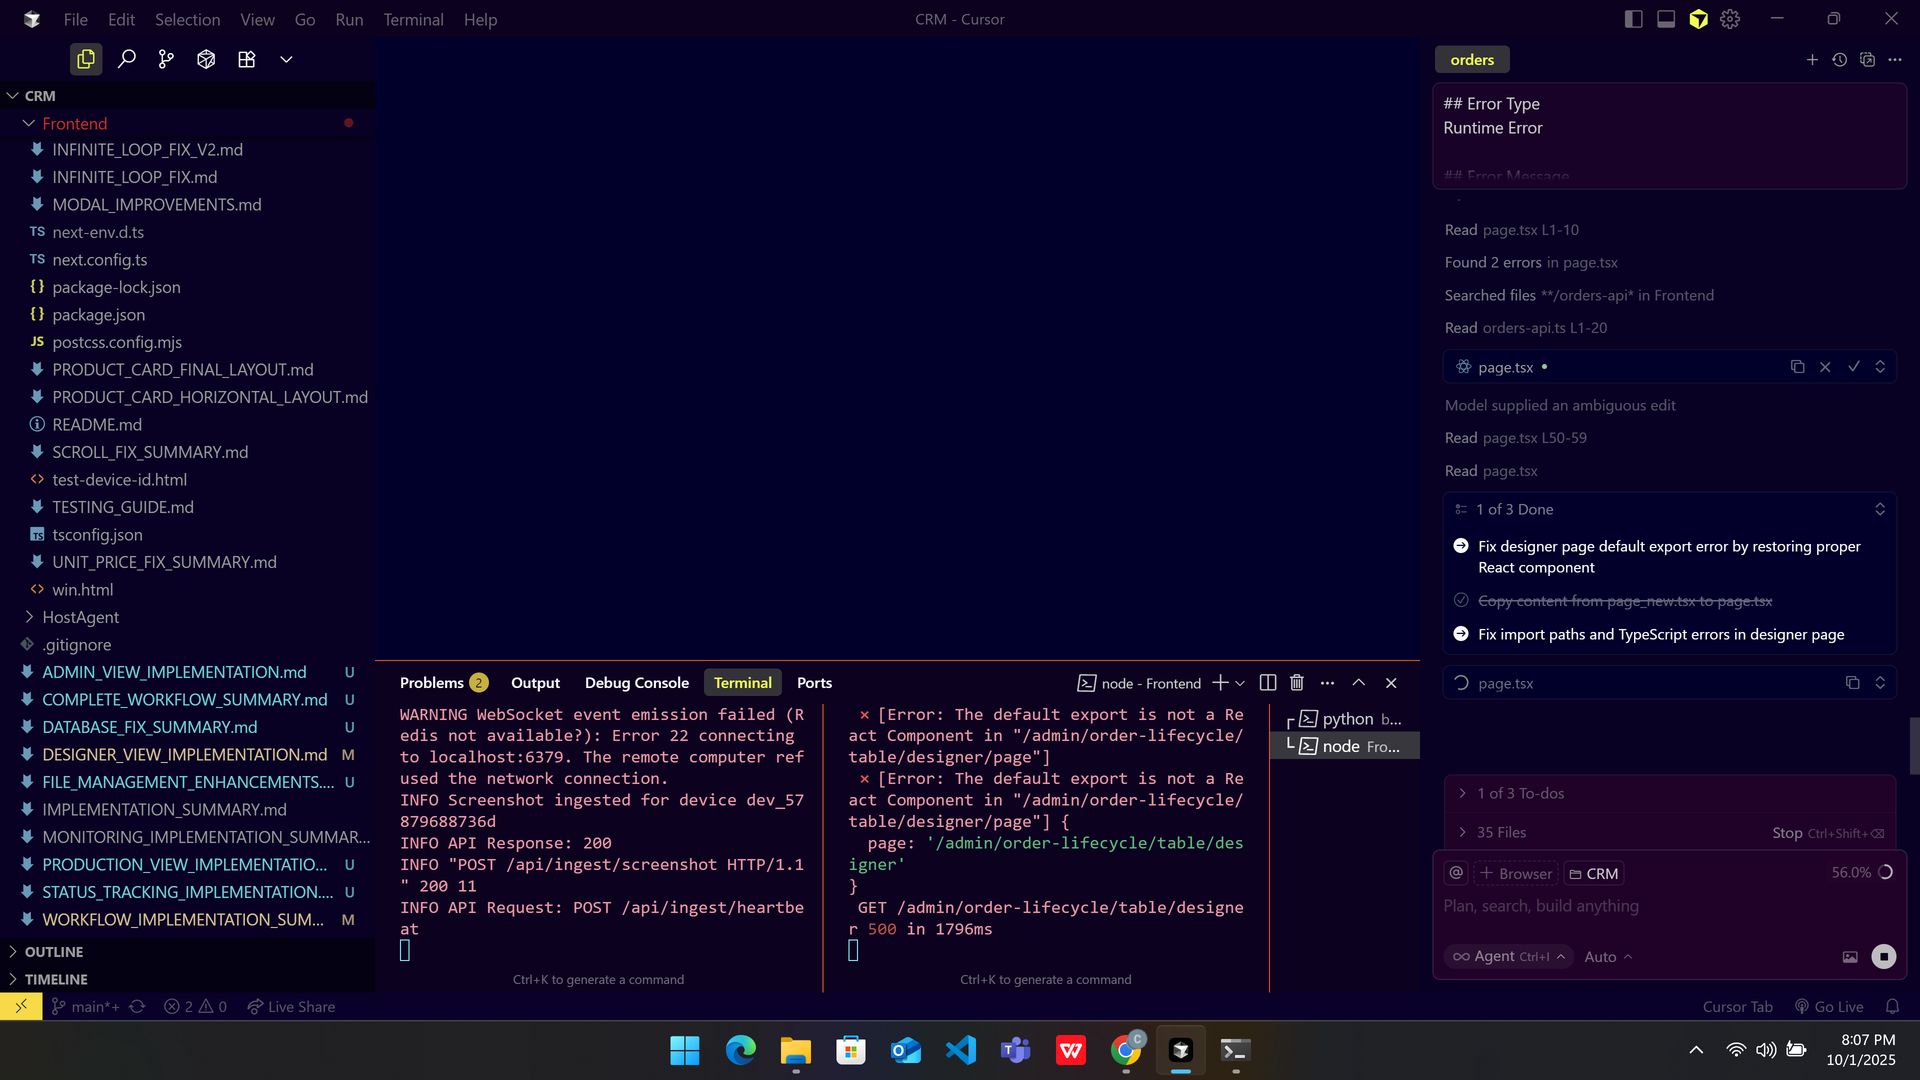 File Edit Selection View Go Run Terminal Help
CRM - Cursor
CRM
Frontend
INFINITE_LOOP_FIX_V2.md
INFINITE_LOOP_FIX.md
MODAL_IMPROVEMENTS.md
TS next-env.d.ts
TS next.config.ts
{} package-lock.json
{} package.json
JS postcss.config.mjs
PRODUCT_CARD_FINAL_LAYOUT.md
PRODUCT_CARD_HORIZONTAL_LAYOUT.md
README.md
SCROLL_FIX_SUMMARY.md
<> test-device-id.html
TESTING_GUIDE.md
TS tsconfig.json
UNIT_PRICE_FIX_SUMMARY.md
<> win.html
HostAgent
.gitignore
ADMIN_VIEW_IMPLEMENTATION.md U
COMPLETE_WORKFLOW_SUMMARY.md U
DATABASE_FIX_SUMMARY.md U
DESIGNER_VIEW_IMPLEMENTATION.md M
FILE_MANAGEMENT_ENHANCEMENTS.... U
IMPLEMENTATION_SUMMARY.md
MONITORING_IMPLEMENTATION_SUMMAR...
PRODUCTION_VIEW_IMPLEMENTATIO... U
STATUS_TRACKING_IMPLEMENTATION.... U
WORKFLOW_IMPLEMENTATION_SUM... M
OUTLINE
TIMELINE
Problems 2 Output Debug Console Terminal Ports
node - Frontend
WARNING WebSocket event emission failed (R
edis not available?): Error 22 connecting
to localhost:6379. The remote computer ref
used the network connection.
INFO Screenshot ingested for device dev_57
879688736d
INFO API Response: 200
INFO "POST /api/ingest/screenshot HTTP/1.1
" 200 11
INFO API Request: POST /api/ingest/heartbe
at
Ctrl+K to generate a command
× [Error: The default export is not a Re
act Component in "/admin/order-lifecycle/
table/designer/page"]
× [Error: The default export is not a Re
act Component in "/admin/order-lifecycle/
table/designer/page"] {
page: '/admin/order-lifecycle/table/des
igner'
}
GET /admin/order-lifecycle/table/designe
r 500 in 1796ms
Ctrl+K to generate a command
python b...
node Fro...
orders
## Error Type
Runtime Error
## Error Message
Read page.tsx L1-10
Found 2 errors in page.tsx
Searched files **/orders-api* in Frontend
Read orders-api.ts L1-20
page.tsx
Model supplied an ambiguous edit
Read page.tsx L50-59
Read page.tsx
1 of 3 Done
Fix designer page default export error by restoring proper
React component
Copy content from page_new.tsx to page.tsx
Fix import paths and TypeScript errors in designer page
page.tsx
1 of 3 To-dos
35 Files Stop Ctrl+Shift+⌫
@ + Browser CRM 56.0%
Plan, search, build anything
∞ Agent Ctrl+I Auto
main*+ 2 0 Live Share
Cursor Tab Go Live
8:07 PM
10/1/2025